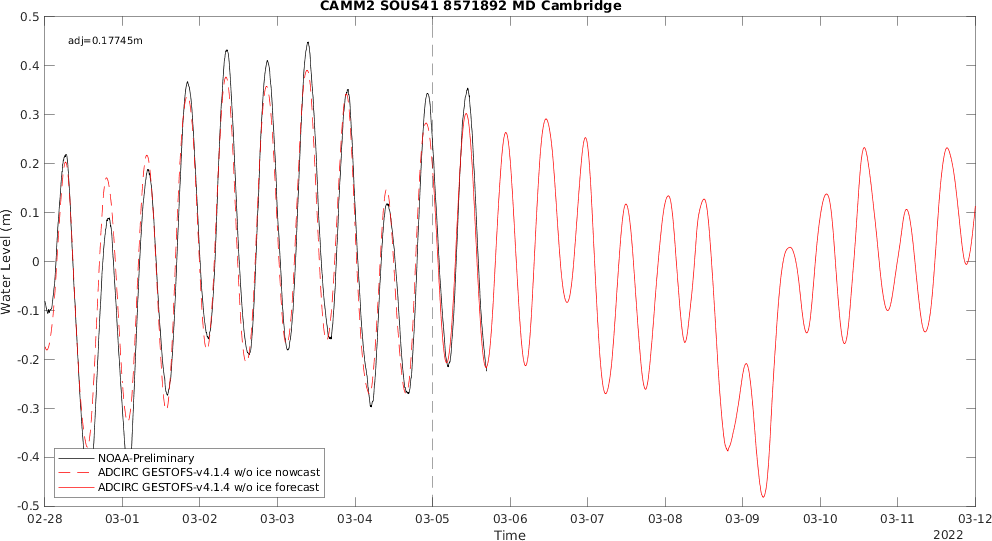 CAMM2 SOUS41 8571892 MD Cambridge
adj=0.17745m
0.5
0.4
0.3
0.2
0.1
0
-0.1
-0.2
-0.3
-0.4
-0.5
Water Level (m)
NOAA-Preliminary
ADCIRC GESTOFS-v4.1.4 w/o ice nowcast
ADCIRC GESTOFS-v4.1.4 w/o ice forecast
02-28 03-01 03-02 03-03 03-04 03-05 03-06 03-07 03-08 03-09 03-10 03-11 03-12
Time
2022